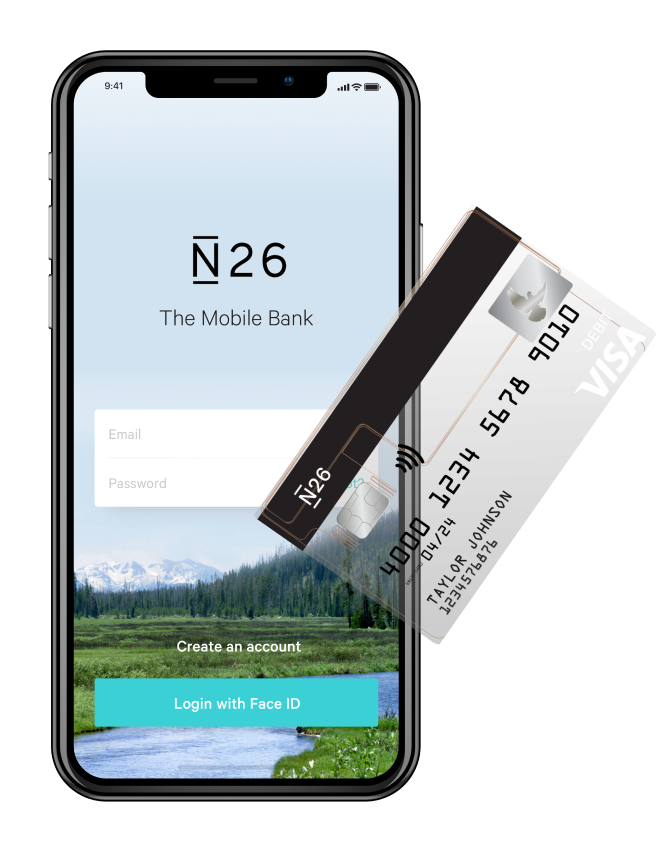 9:41
N26
The Mobile Bank
Email
Password
Create an account
Login with Face ID
N26
4000 1234 5678 9010
04/24
TAYLOR JOHNSON
1234576876
DEBIT
VISA